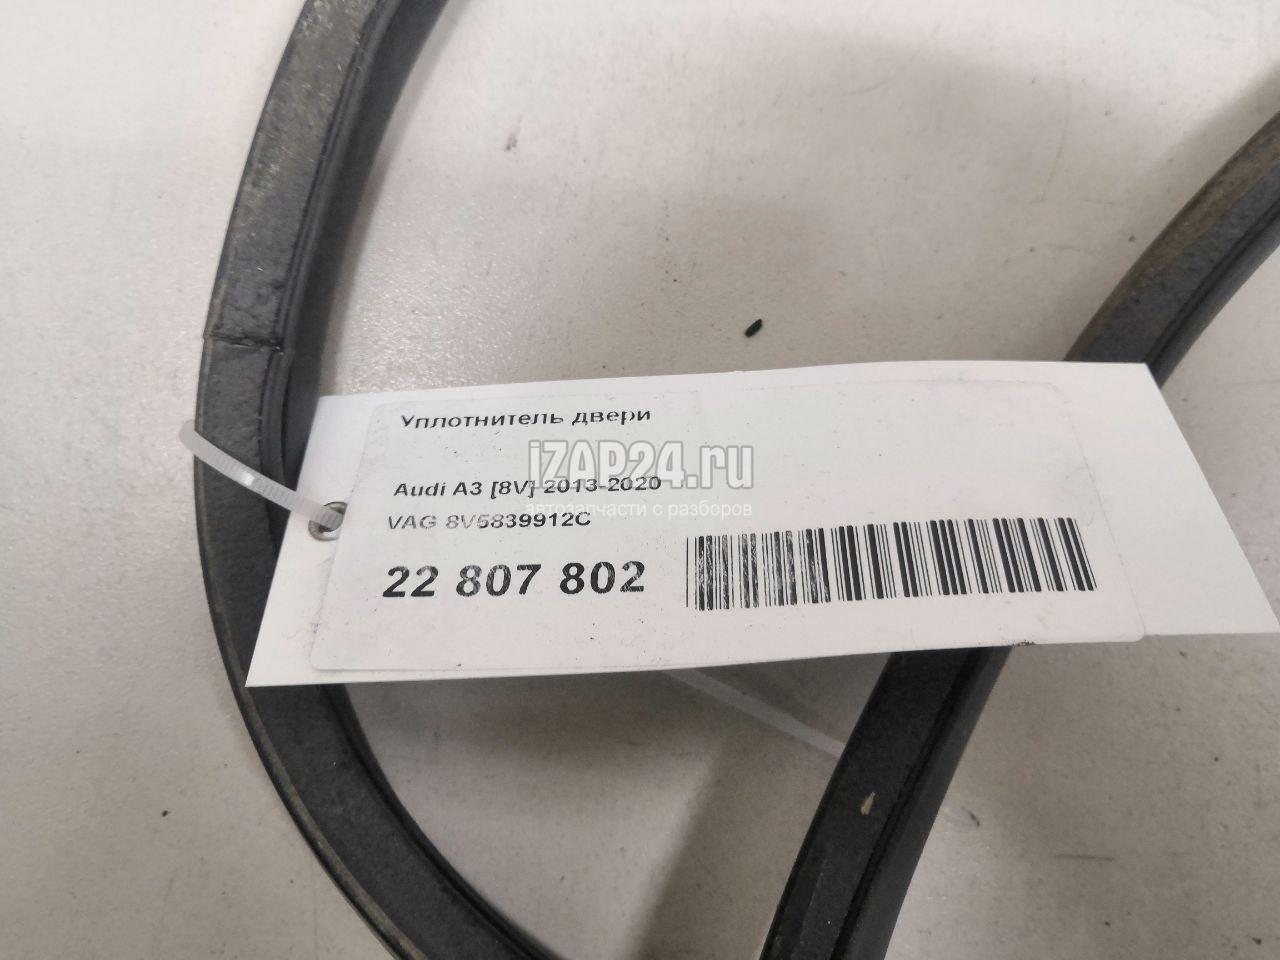 Уплотнитель двери
iZAP24.ru
Audi A3 [8V] 2013-2020
автозапчасти с разборов
VAG 8V5839912C
22 807 802